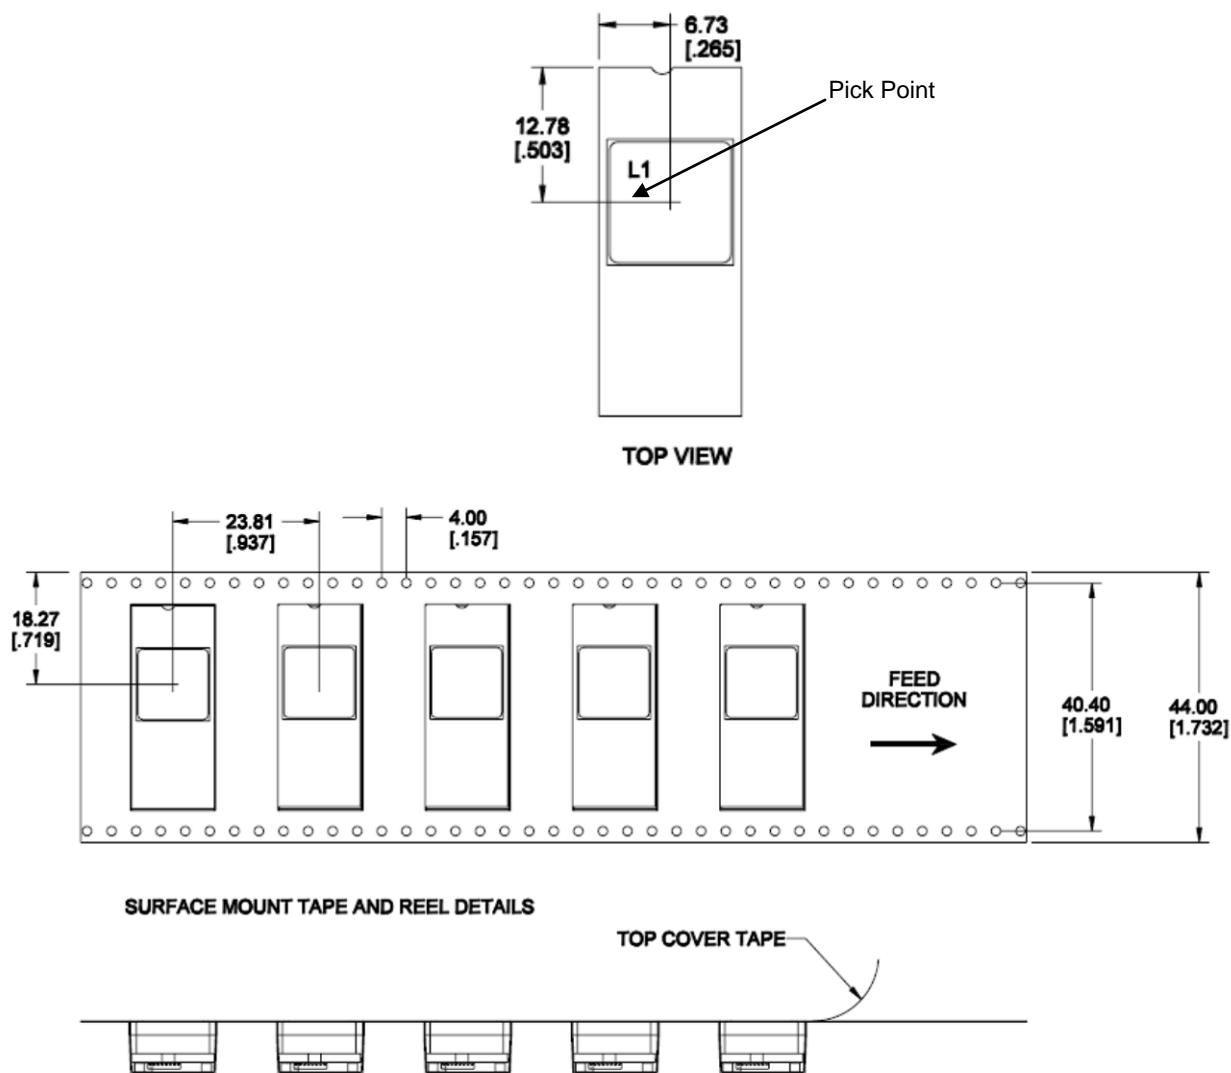 6.73
[.265]
Pick Point
12.78
[.503]
L1
TOP VIEW
23.81
[.937]
4.00
[.157]
18.27
[.719]
FEED
DIRECTION
40.40
[1.591]
44.00
[1.732]
SURFACE MOUNT TAPE AND REEL DETAILS
TOP COVER TAPE